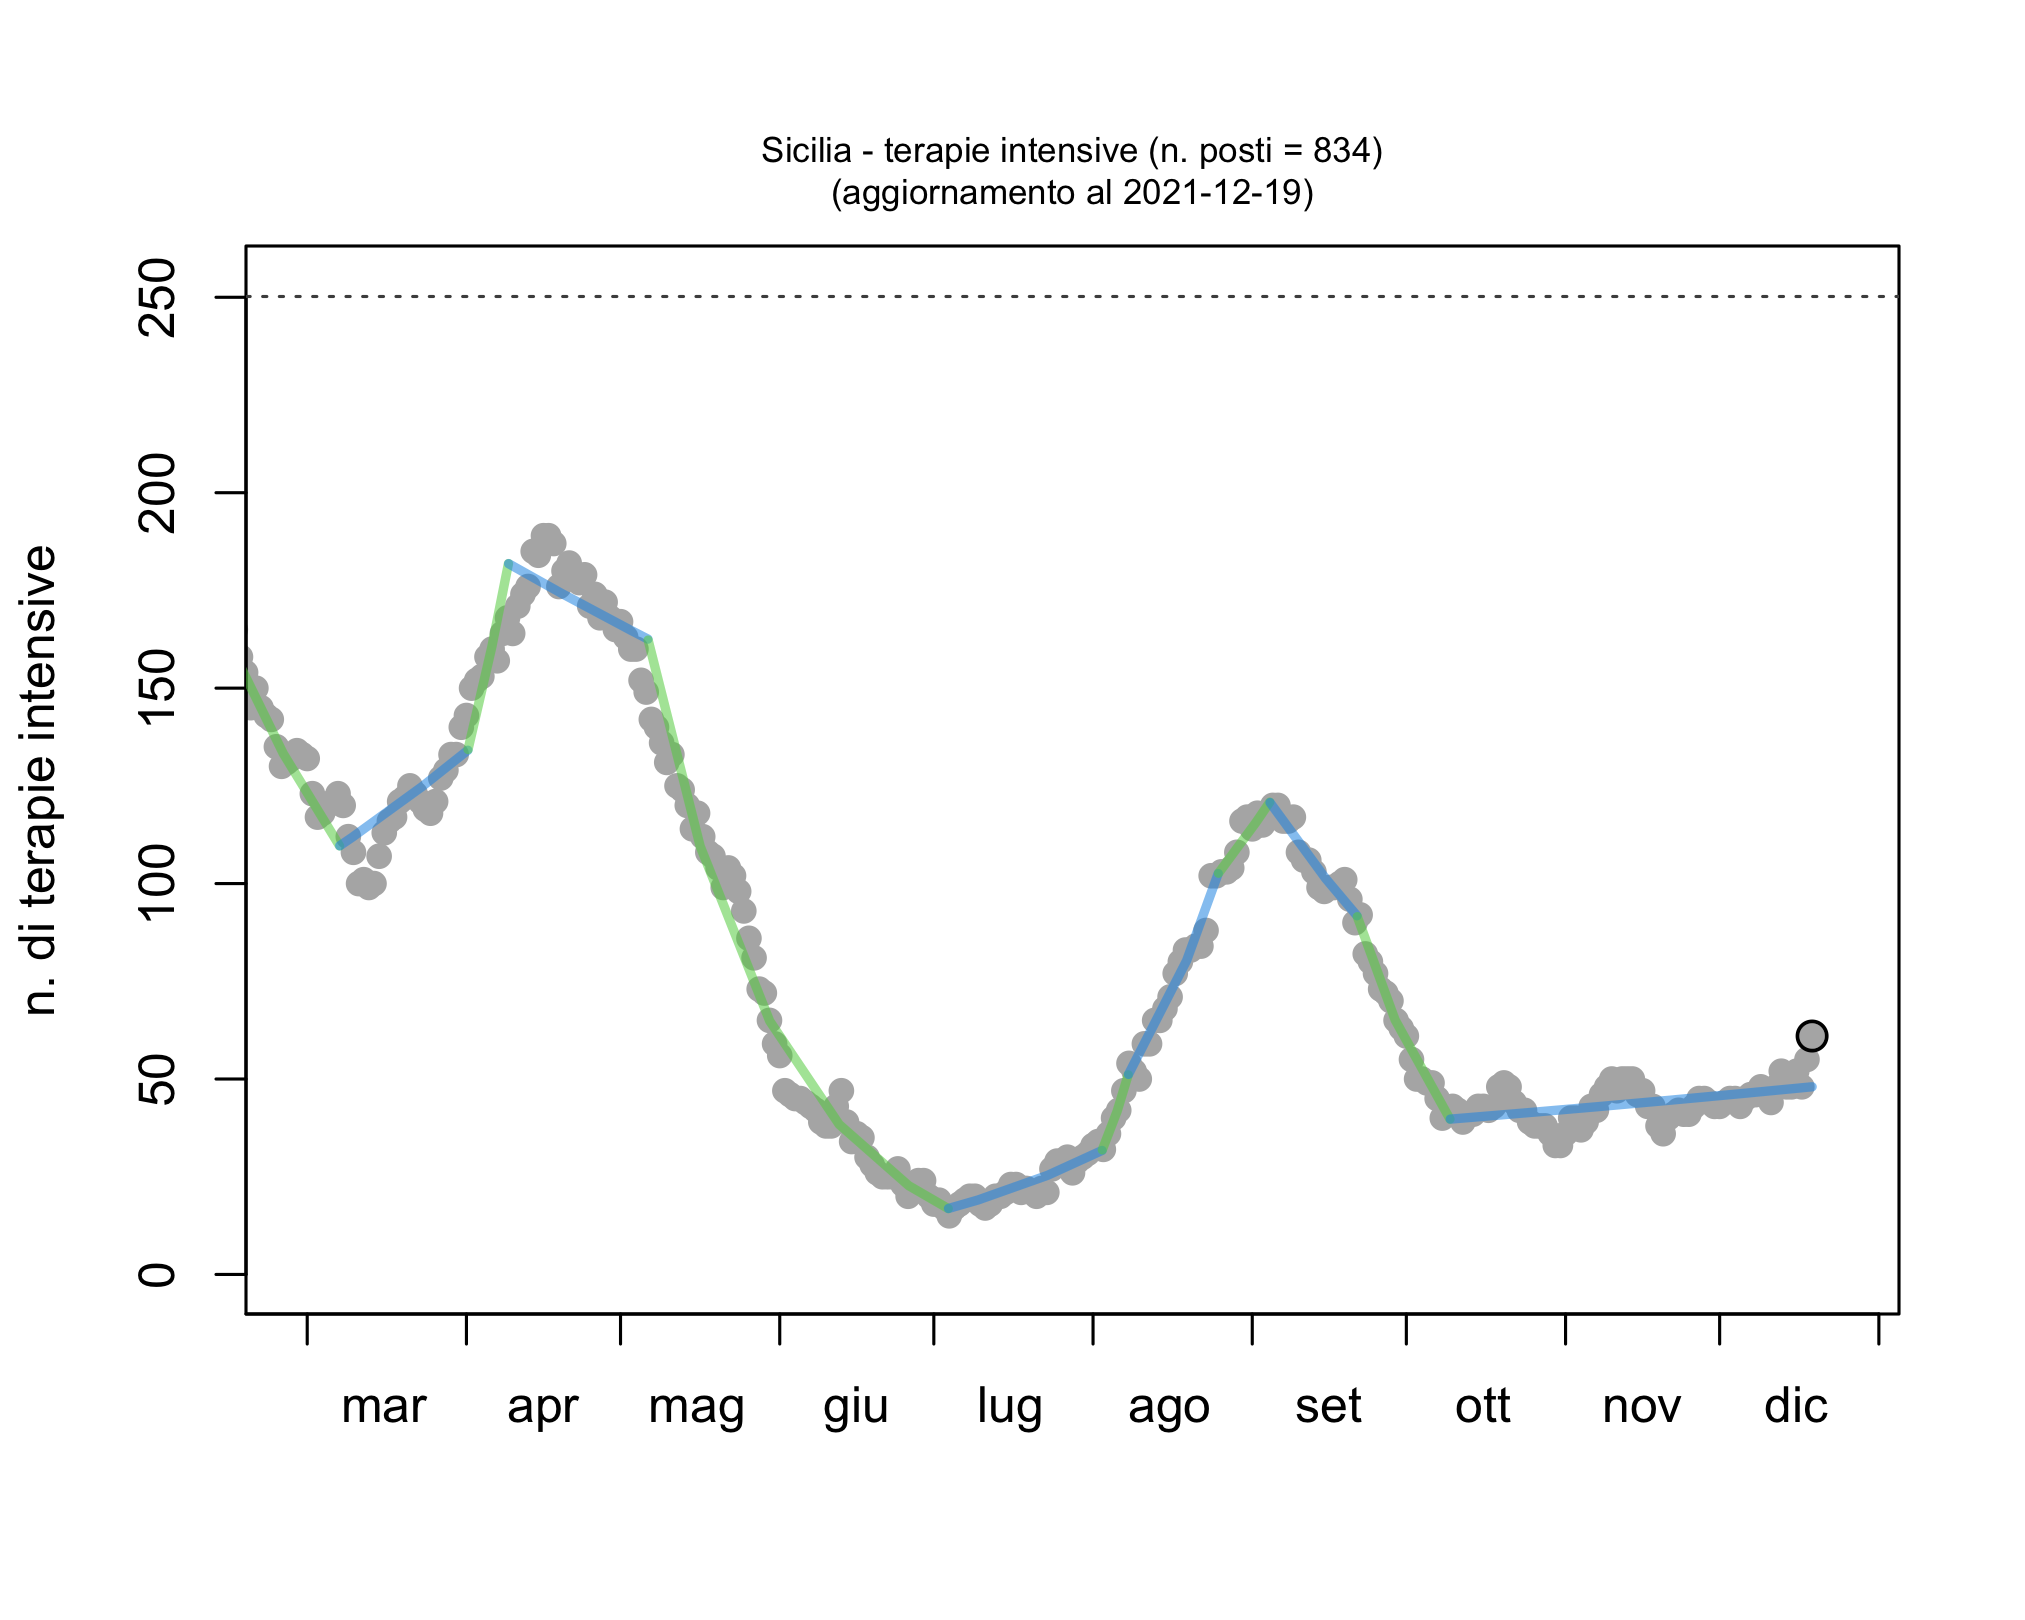 Sicilia - terapie intensive (n. posti = 834)
(aggiornamento al 2021-12-19)
n. di terapie intensive
250
200
150
100
50
0
mar apr mag giu lug ago set ott nov dic